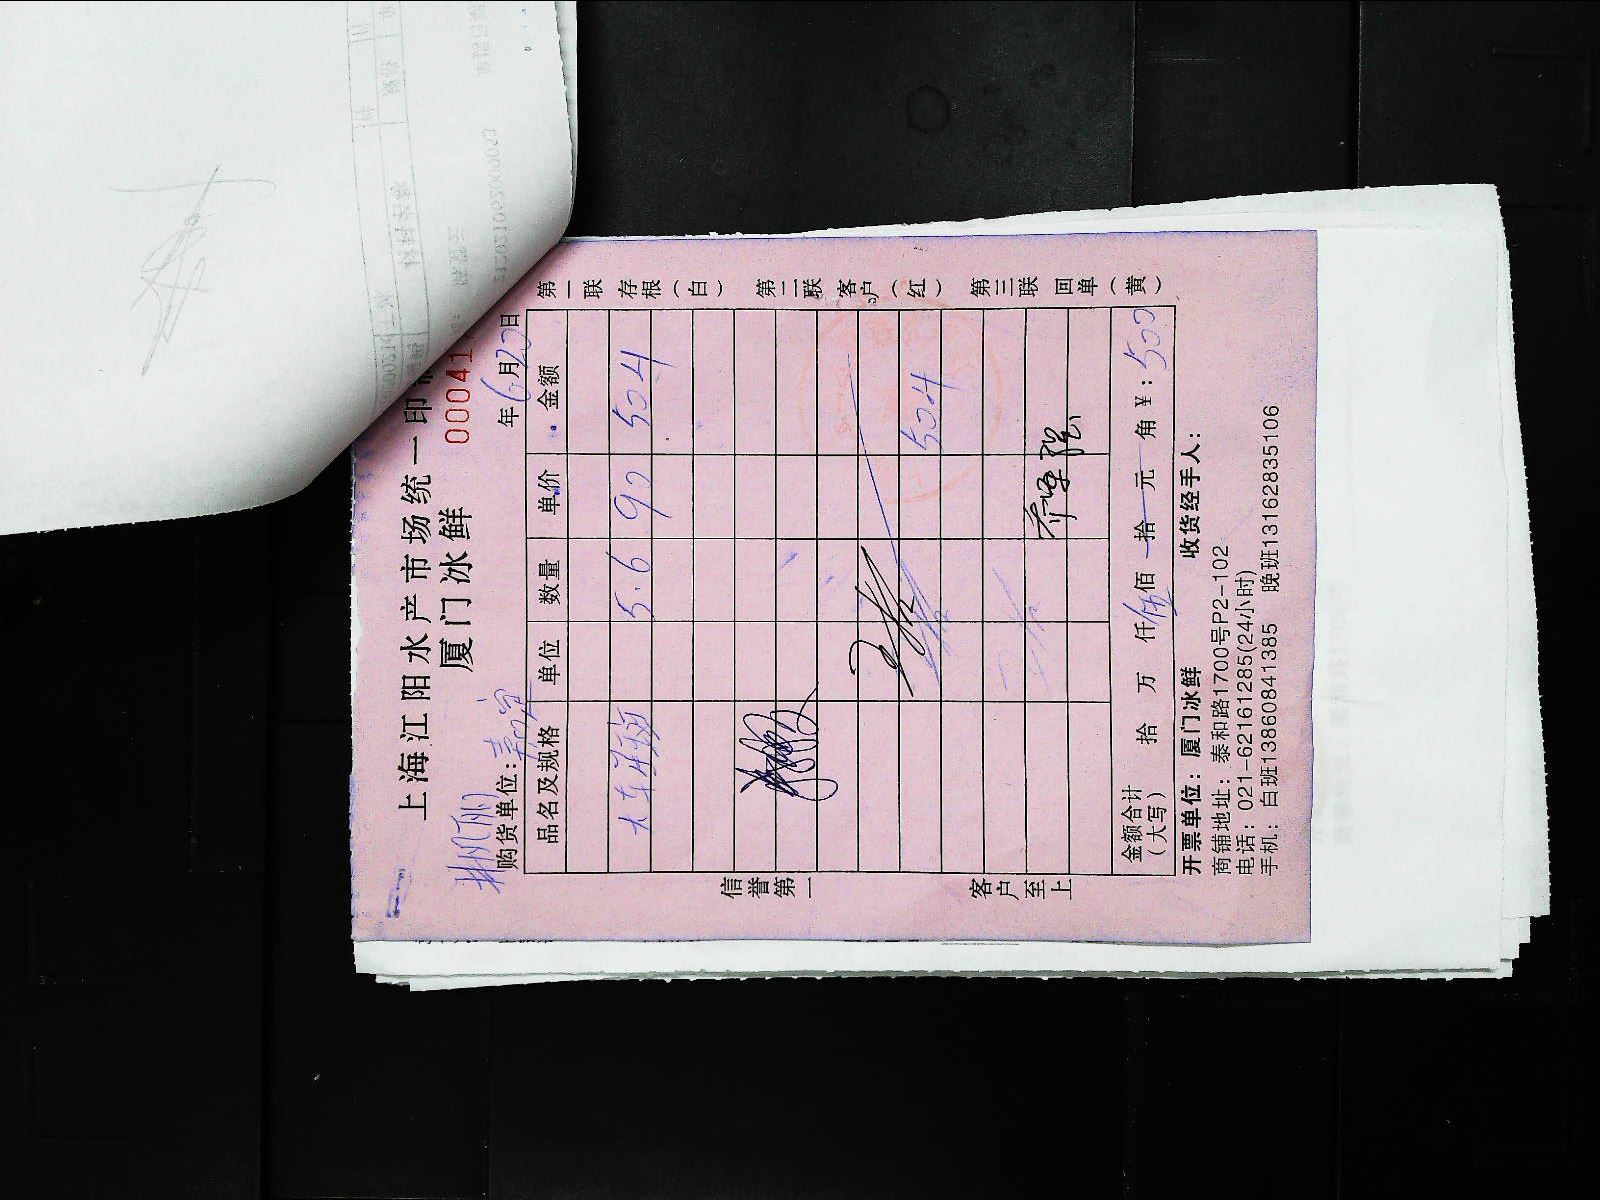 上海江阳水产市场统一印
厦门冰鲜 00041
购货单位: 年6月20日
品名及规格 单位 数量 单价 金额
5.6 90 504
504
金额合计(大写) 拾 万 仟伍佰 拾 元 角 ¥: 500
开票单位: 厦门冰鲜 收货经手人:
商铺地址: 泰和路1700号P2-102
电话: 021-62161285(24小时)
手机: 白班13860841385 晚班13162835106
第一联 存根(白) 第二联 客户(红) 第三联 回单(黄)
信誉第一 客户至上